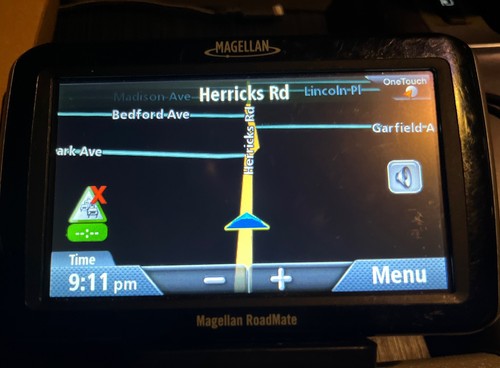 MAGELLAN
OneTouch
Madison Ave
Herricks Rd
Lincoln Pl
Bedford Ave
Herricks Rd
Garfield A
ark Ave
--:--
Time
9:11 pm
−
+
Menu
Magellan RoadMate